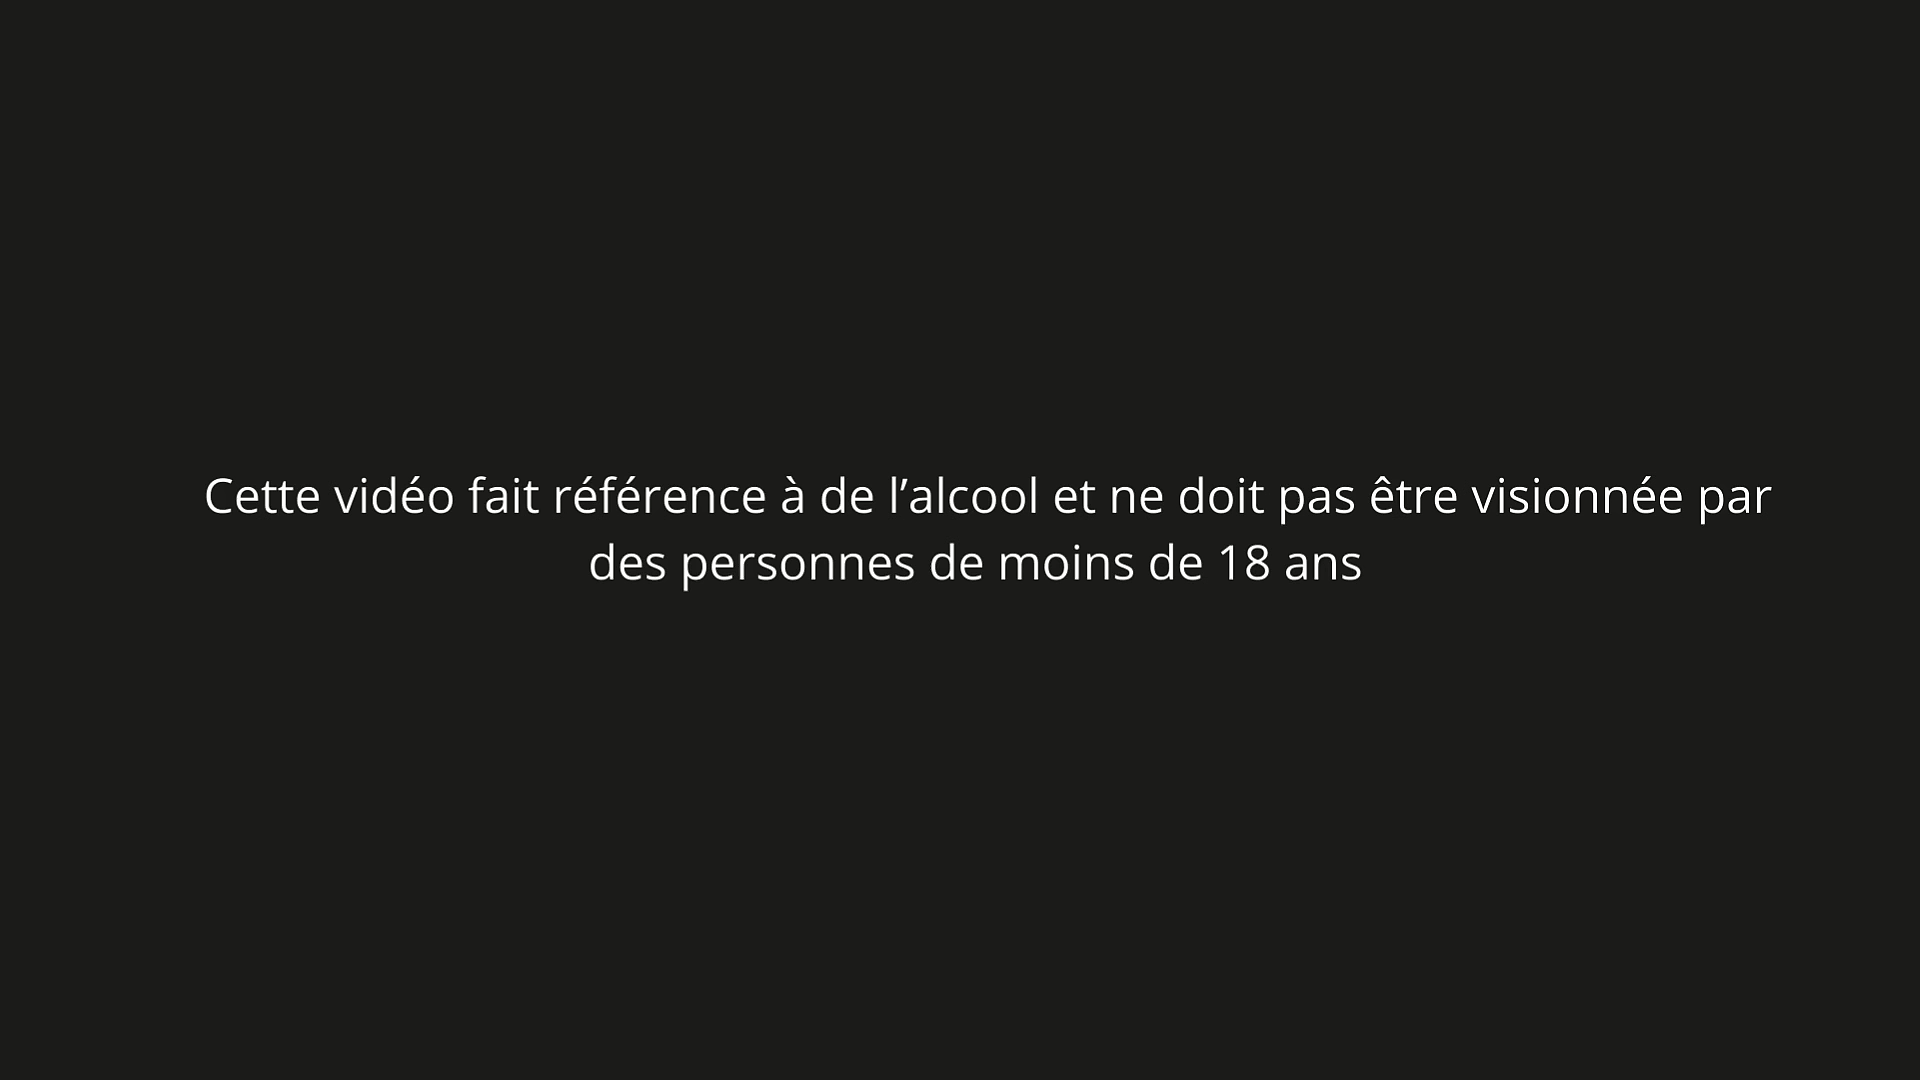 Cette vidéo fait référence à de l’alcool et ne doit pas être visionnée par
des personnes de moins de 18 ans